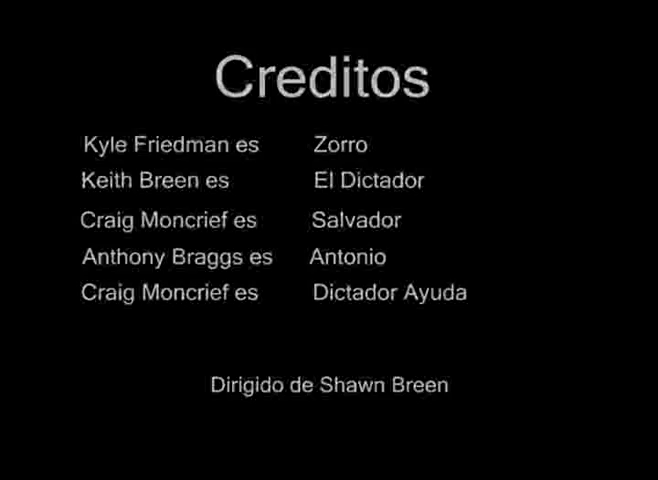 Creditos
Kyle Friedman es Zorro
Keith Breen es El Dictador
Craig Moncrief es Salvador
Anthony Braggs es Antonio
Craig Moncrief es Dictador Ayuda
Dirigido de Shawn Breen